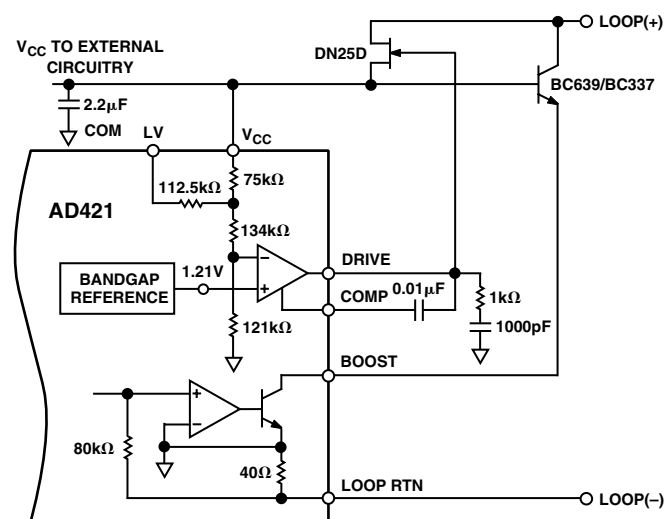 LOOP(+)
DN25D
V_CC TO EXTERNAL
CIRCUITRY
BC639/BC337
2.2μF
COM
LV
V_CC
75kΩ
112.5kΩ
AD421
134kΩ
BANDGAP
REFERENCE
1.21V
−
+
DRIVE
COMP
0.01μF
1kΩ
1000pF
121kΩ
BOOST
+
−
80kΩ
40Ω
LOOP RTN
LOOP(−)